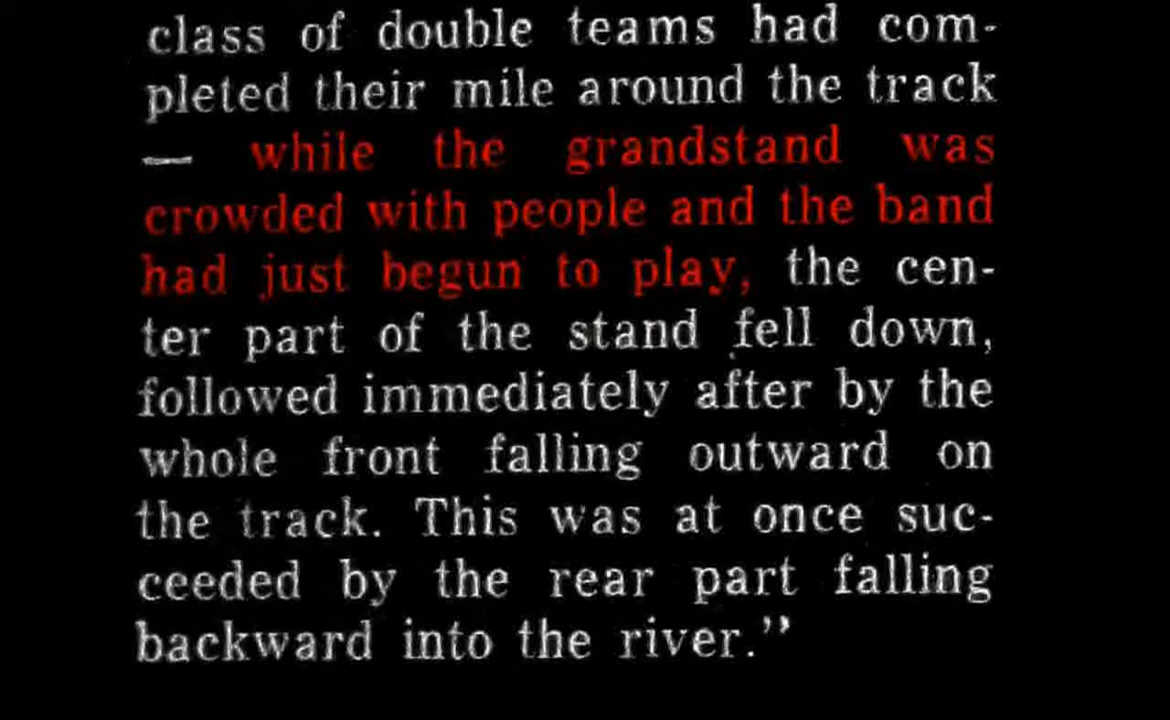 class of double teams had com-
pleted their mile around the track
— while the grandstand was
crowded with people and the band
had just begun to play, the cen-
ter part of the stand fell down,
followed immediately after by the
whole front falling outward on
the track. This was at once suc-
ceeded by the rear part falling
backward into the river.”